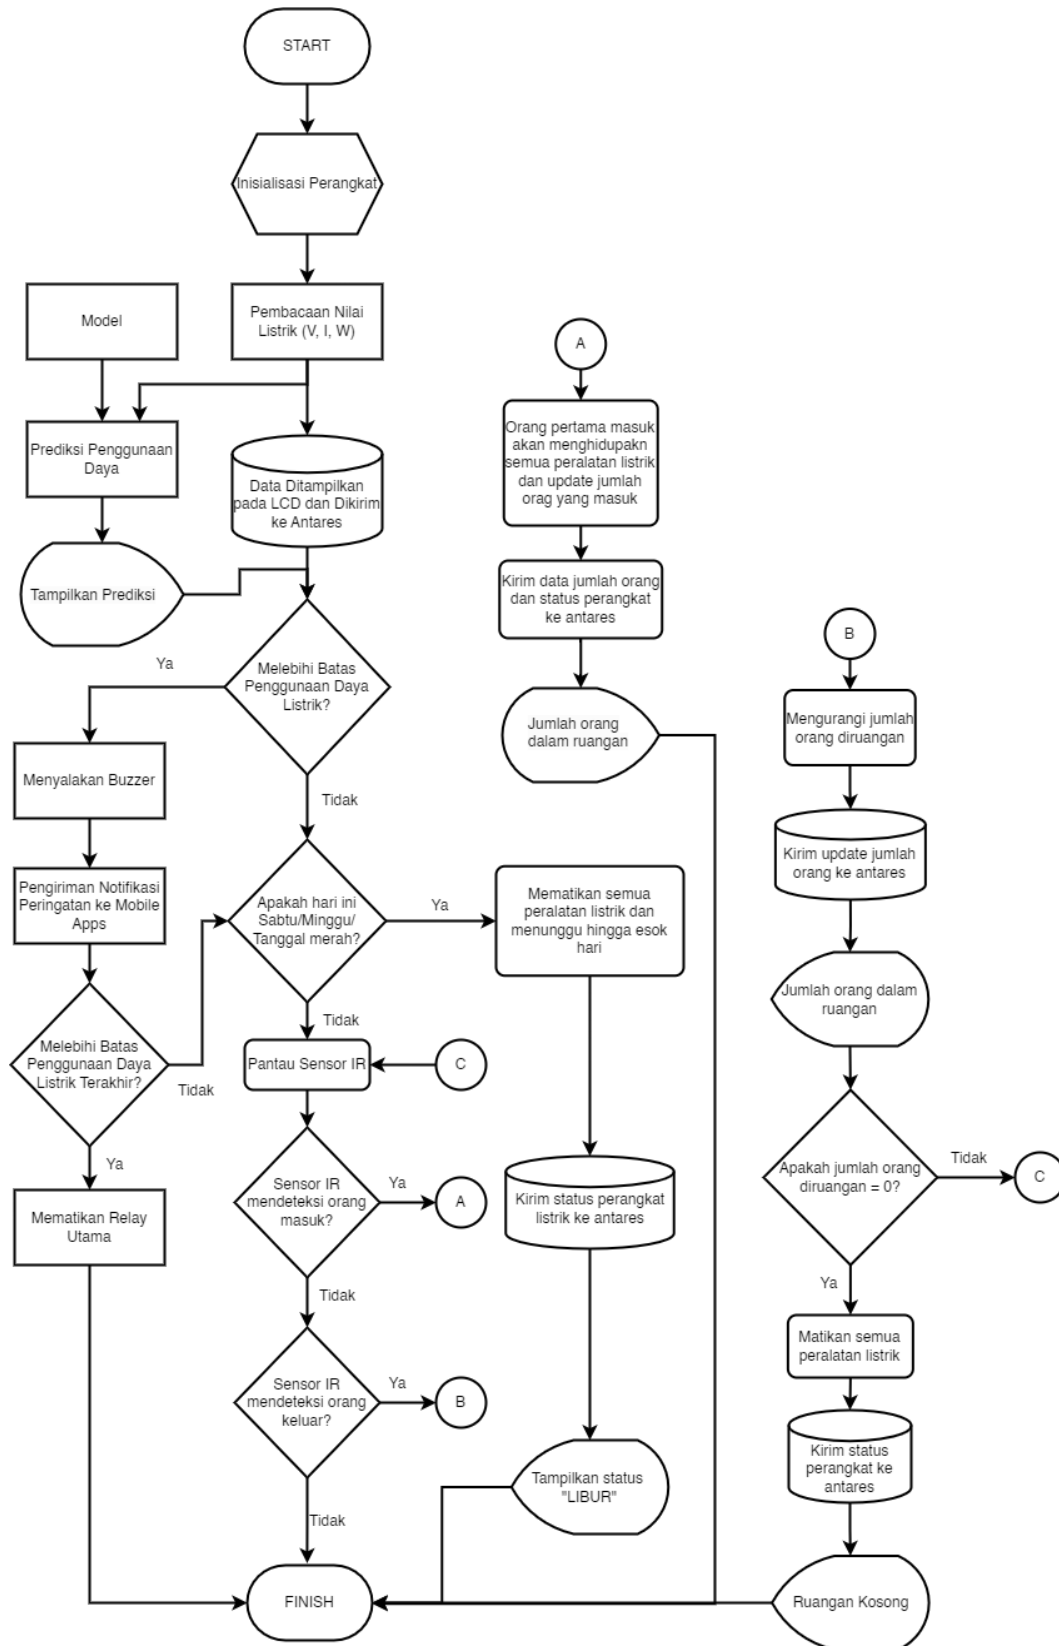 START
Inisialisasi Perangkat
Model
Pembacaan Nilai
Listrik (V, I, W)
Prediksi Penggunaan
Daya
Data Ditampilkan
pada LCD dan Dikirim
ke Antares
Tampilkan Prediksi
Ya
Melebihi Batas
Penggunaan Daya
Listrik?
Tidak
Menyalakan Buzzer
Pengiriman Notifikasi
Peringatan ke Mobile
Apps
Melebihi Batas
Penggunaan Daya
Listrik Terakhir?
Tidak
Ya
Mematikan Relay
Utama
Apakah hari ini
Sabtu/Minggu/
Tanggal merah?
Ya
Tidak
Pantau Sensor IR
C
Sensor IR
mendeteksi orang
masuk?
Ya
A
Tidak
Sensor IR
mendeteksi orang
keluar?
Ya
B
Tidak
FINISH
A
Orang pertama masuk
akan menghidupakn
semua peralatan listrik
dan update jumlah
orag yang masuk
Kirim data jumlah orang
dan status perangkat
ke antares
Jumlah orang
dalam ruangan
Mematikan semua
peralatan listrik dan
menunggu hingga esok
hari
Kirim status perangkat
listrik ke antares
Tampilkan status
"LIBUR"
B
Mengurangi jumlah
orang diruangan
Kirim update jumlah
orang ke antares
Jumlah orang dalam
ruangan
Apakah jumlah orang
diruangan = 0?
Tidak
C
Ya
Matikan semua
peralatan listrik
Kirim status
perangkat ke
antares
Ruangan Kosong